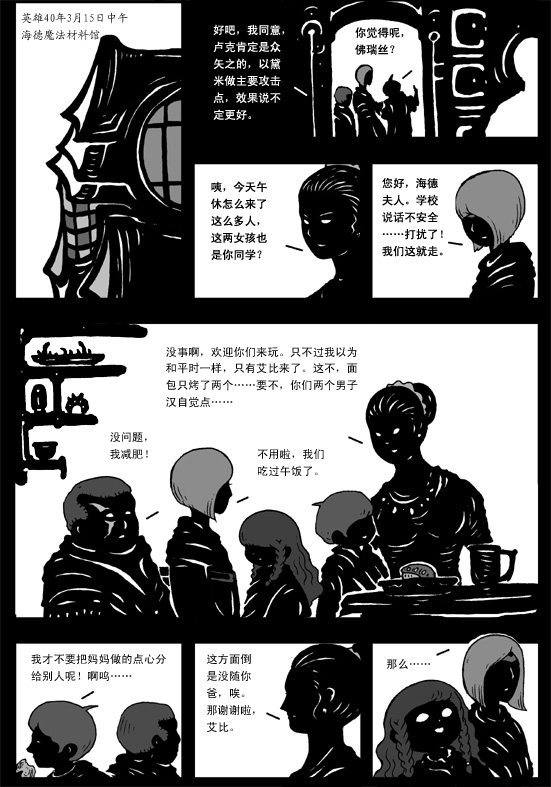 英雄40年3月15日中午
海德魔法材料馆
好吧，我同意，
卢克肯定是众
矢之的，以黛
米做主要攻击
点，效果说不
定更好。
你觉得呢，
佛瑞丝？
咦，今天午
休怎么来了
这么多人，
这两女孩也
是你同学？
您好，海德
夫人。学校
说话不安全
……打扰了！
我们这就走。
没事啊，欢迎你们来玩。只不过我以为
和平时一样，只有艾比来了。这不，面
包只烤了两个……要不，你们两个男子
汉自觉点……
没问题，
我减肥！
不用啦，我们
吃过午饭了。
我才不要把妈妈做的点心分
给别人呢！啊呜……
这方面倒
是没随你
爸，唉。
那谢谢啦，
艾比。
那么……